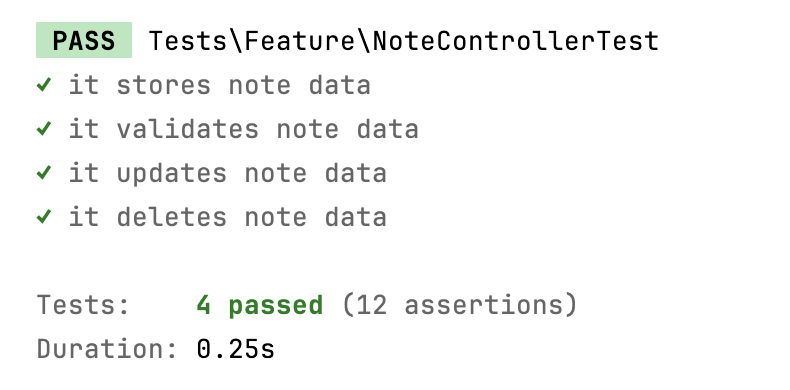 PASS Tests\Feature\NoteControllerTest
✓ it stores note data
✓ it validates note data
✓ it updates note data
✓ it deletes note data
Tests: 4 passed (12 assertions)
Duration: 0.25s